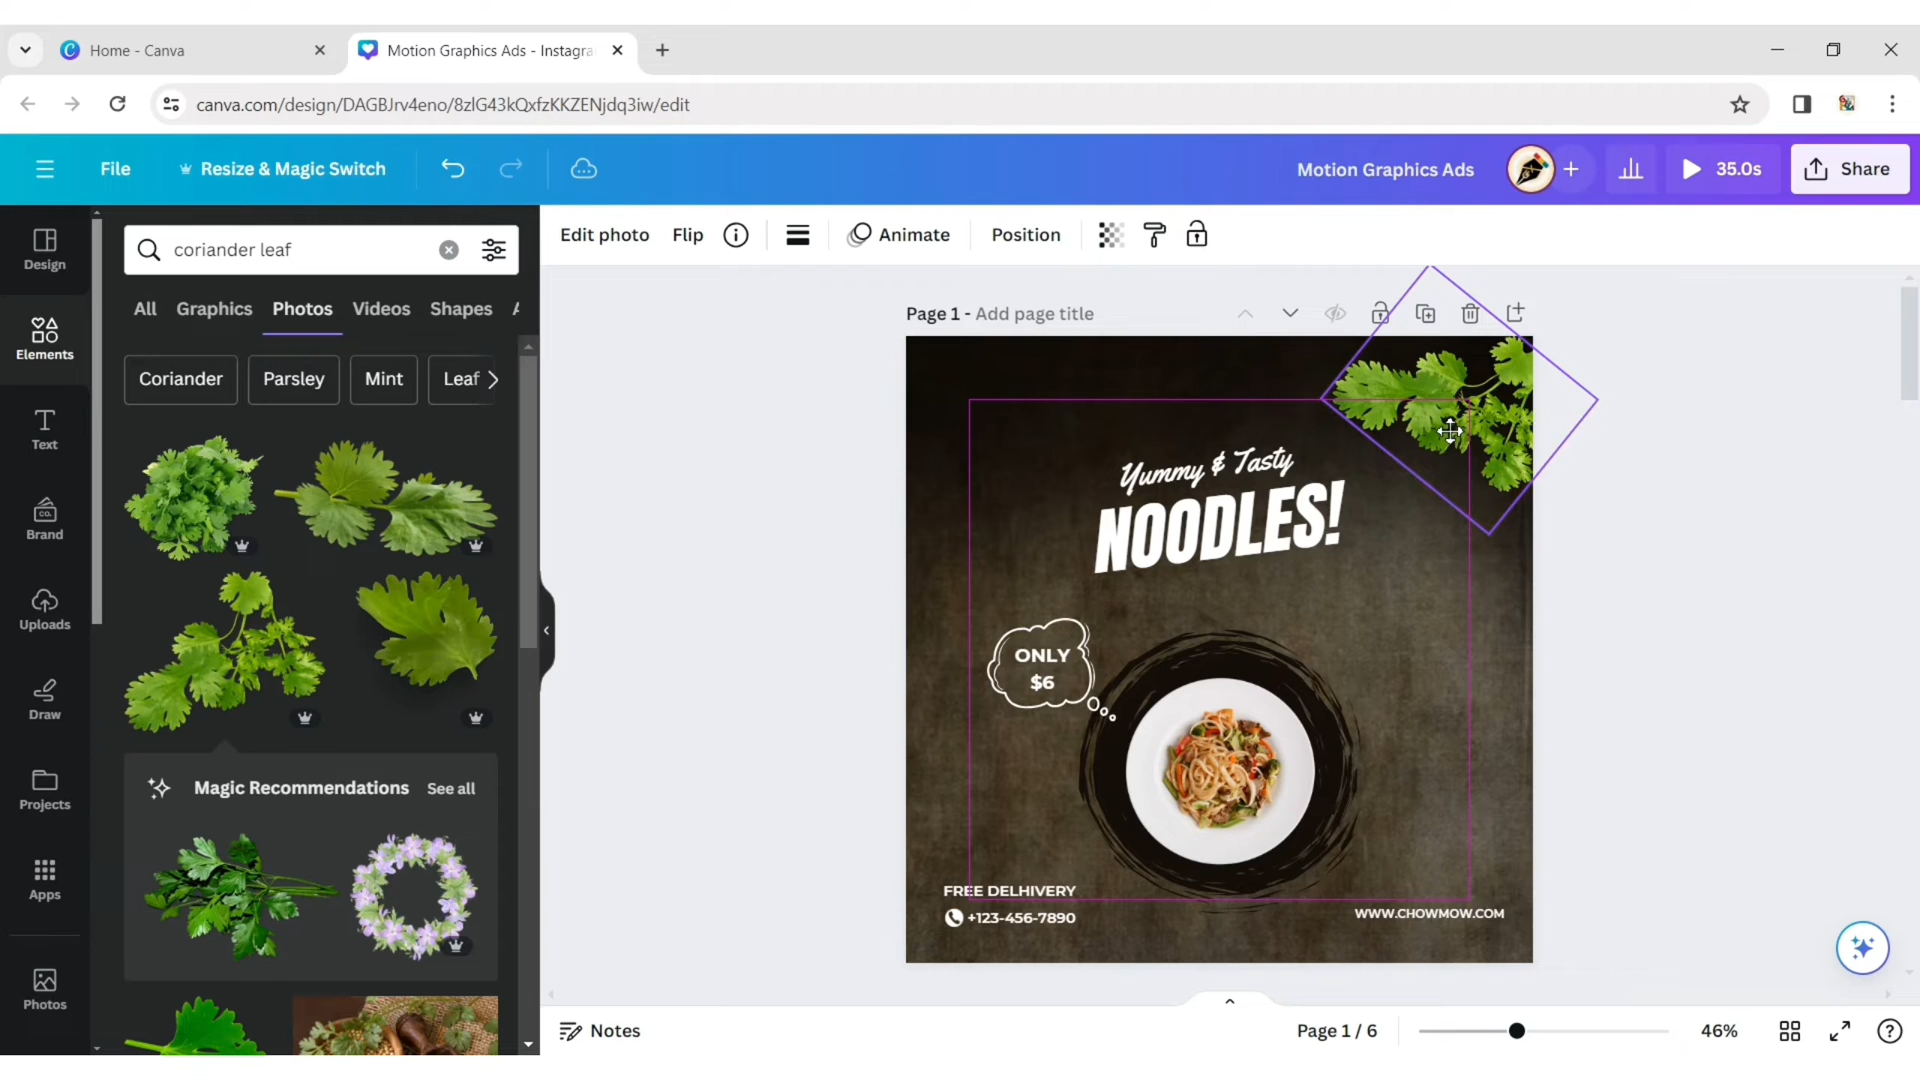 Home - Canva
Motion Graphics Ads - Instagra
canva.com/design/DAGBJrv4eno/8zlG43kQxfzKKZENjdq3iw/edit
File
Resize & Magic Switch
Motion Graphics Ads
35.0s
Share
Design
Elements
Text
Brand
Uploads
Draw
Projects
Apps
Photos
coriander leaf
All
Graphics
Photos
Videos
Shapes
A
Coriander
Parsley
Mint
Leaf
Magic Recommendations
See all
Edit photo
Flip
Animate
Position
Page 1 - Add page title
Yummy & Tasty
NOODLES!
ONLY
$6
FREE DELHIVERY
+123-456-7890
WWW.CHOWMOW.COM
Notes
Page 1 / 6
46%